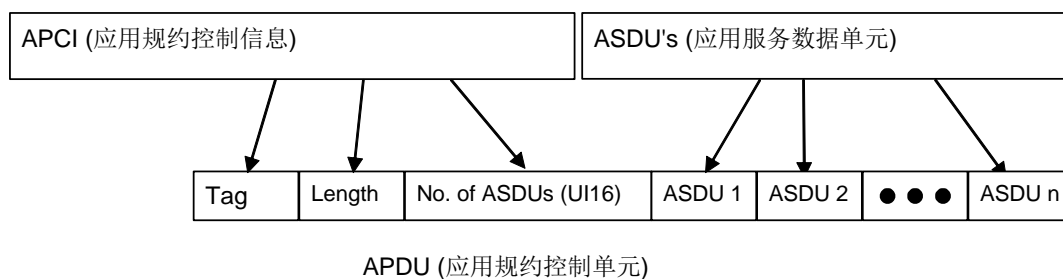 APCI (应用规约控制信息)
ASDU's (应用服务数据单元)
Tag
Length
No. of ASDUs (UI16)
ASDU 1
ASDU 2
●●●
ASDU n
APDU (应用规约控制单元)